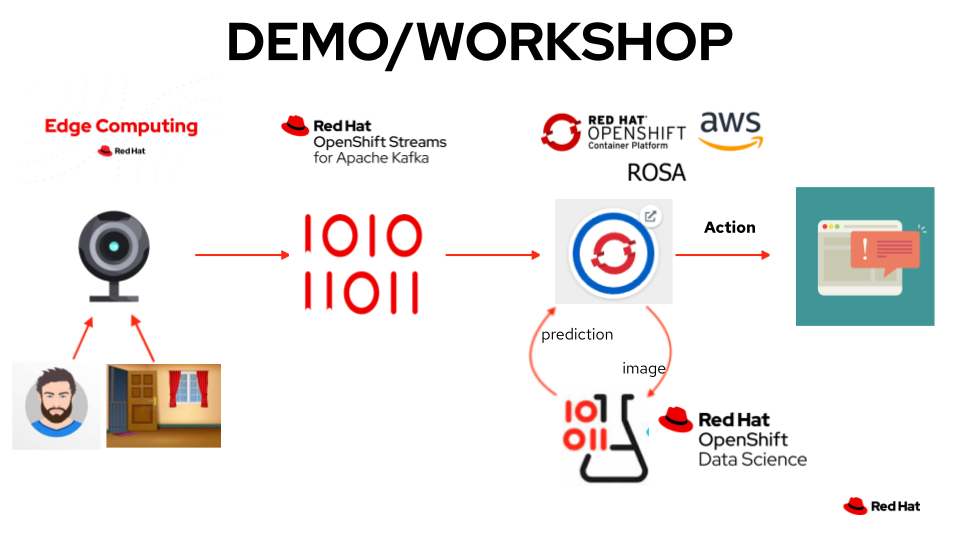 DEMO/WORKSHOP
Edge Computing
Red Hat
Red Hat
OpenShift Streams
for Apache Kafka
RED HAT®
OPENSHIFT
Container Platform
aws
ROSA
1010
11011
Action
!
prediction
image
101
011
Red Hat
OpenShift
Data Science
Red Hat